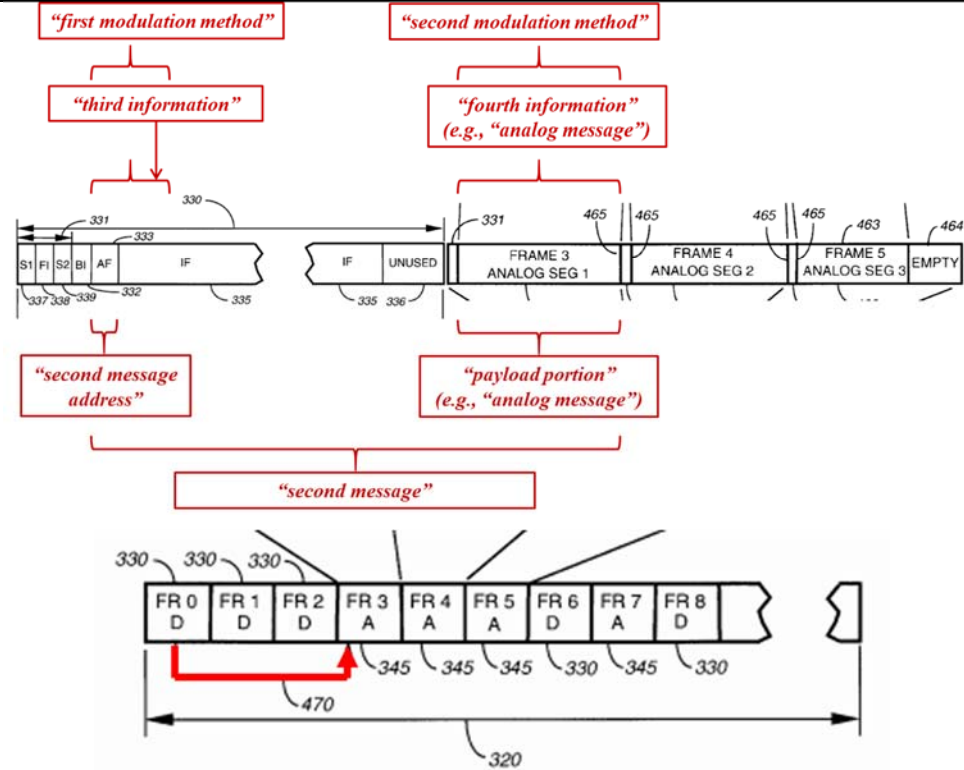 “first modulation method”
“second modulation method”
“third information”
“fourth information”
(e.g., “analog message”)
330
331
333
331
465
465
465
465
463
464
S1
FI
S2
BI
AF
IF
IF
UNUSED
FRAME 3
ANALOG SEG 1
FRAME 4
ANALOG SEG 2
FRAME 5
ANALOG SEG 3
EMPTY
337
338
339
332
335
335
336
“second message
address”
“payload portion”
(e.g., “analog message”)
“second message”
330
330
330
FR 0
D
FR 1
D
FR 2
D
FR 3
A
FR 4
A
FR 5
A
FR 6
D
FR 7
A
FR 8
D
345
345
345
330
345
330
470
320